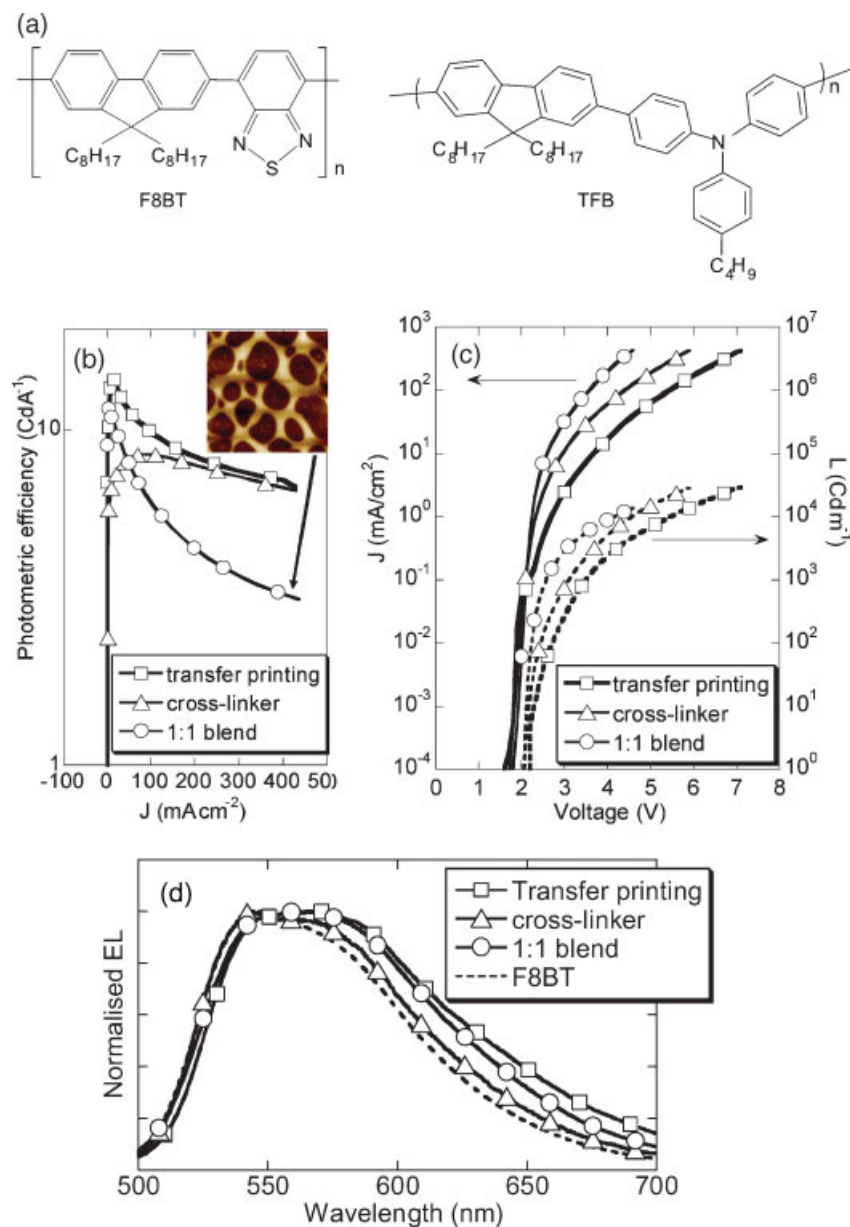 (a)
N
N
S
C8H17
C8H17
n
F8BT
n
N
C8H17
C8H17
TFB
C4H9
(b)
Photometric efficiency (CdA-1)
10
1
transfer printing
cross-linker
1:1 blend
-100 0 100 200 300 400 500
J (mAcm-2)
(c)
J (mA/cm2)
103
102
101
100
10-1
10-2
10-3
10-4
L (Cdm-1)
107
106
105
104
103
102
101
100
transfer printing
cross-linker
1:1 blend
0 1 2 3 4 5 6 7 8
Voltage (V)
(d)
Normalised EL
Transfer printing
cross-linker
1:1 blend
F8BT
500 550 600 650 700
Wavelength (nm)